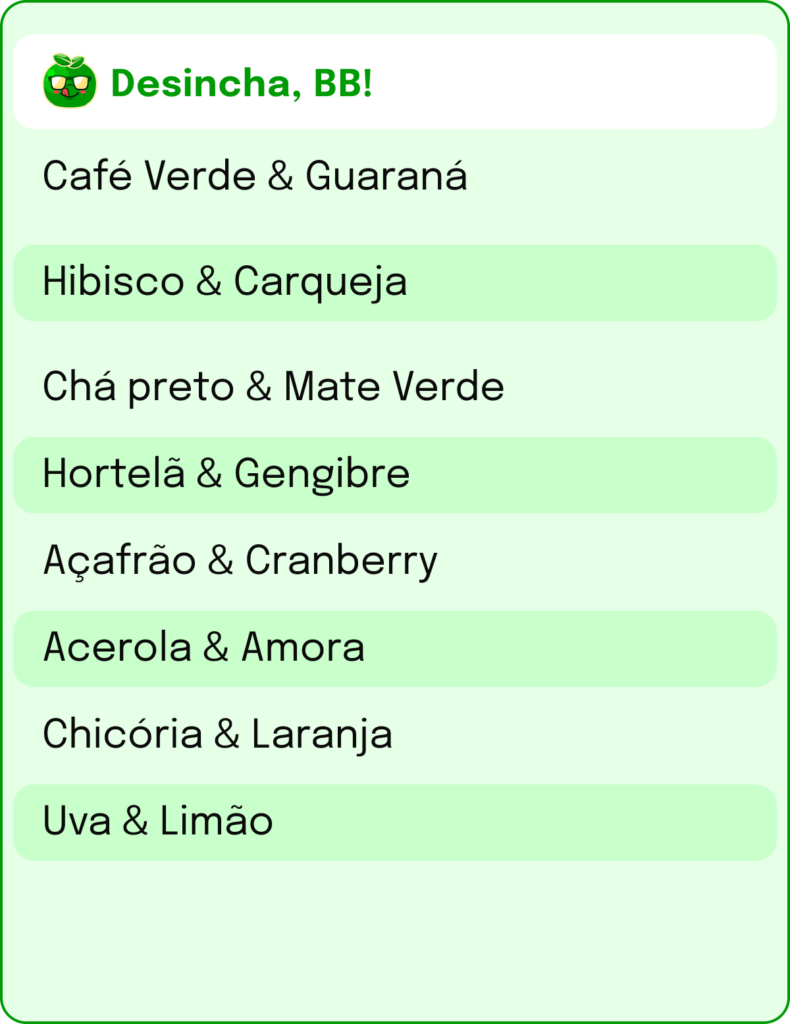 Desincha, BB!
Café Verde & Guaraná
Hibisco & Carqueja
Chá preto & Mate Verde
Hortelã & Gengibre
Açafrão & Cranberry
Acerola & Amora
Chicória & Laranja
Uva & Limão